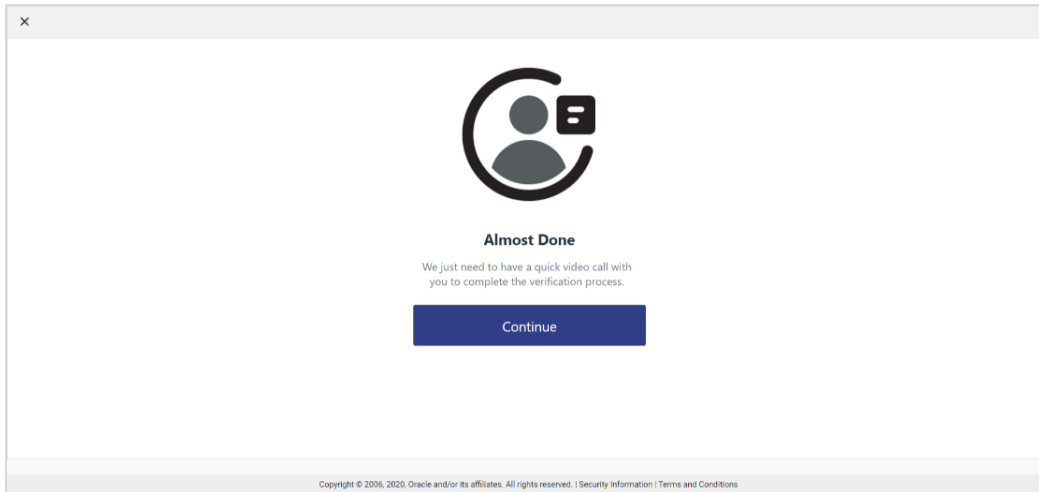 ×
Almost Done
We just need to have a quick video call with
you to complete the verification process.
Continue
Copyright © 2006, 2020, Oracle and/or its affiliates. All rights reserved. | Security Information | Terms and Conditions